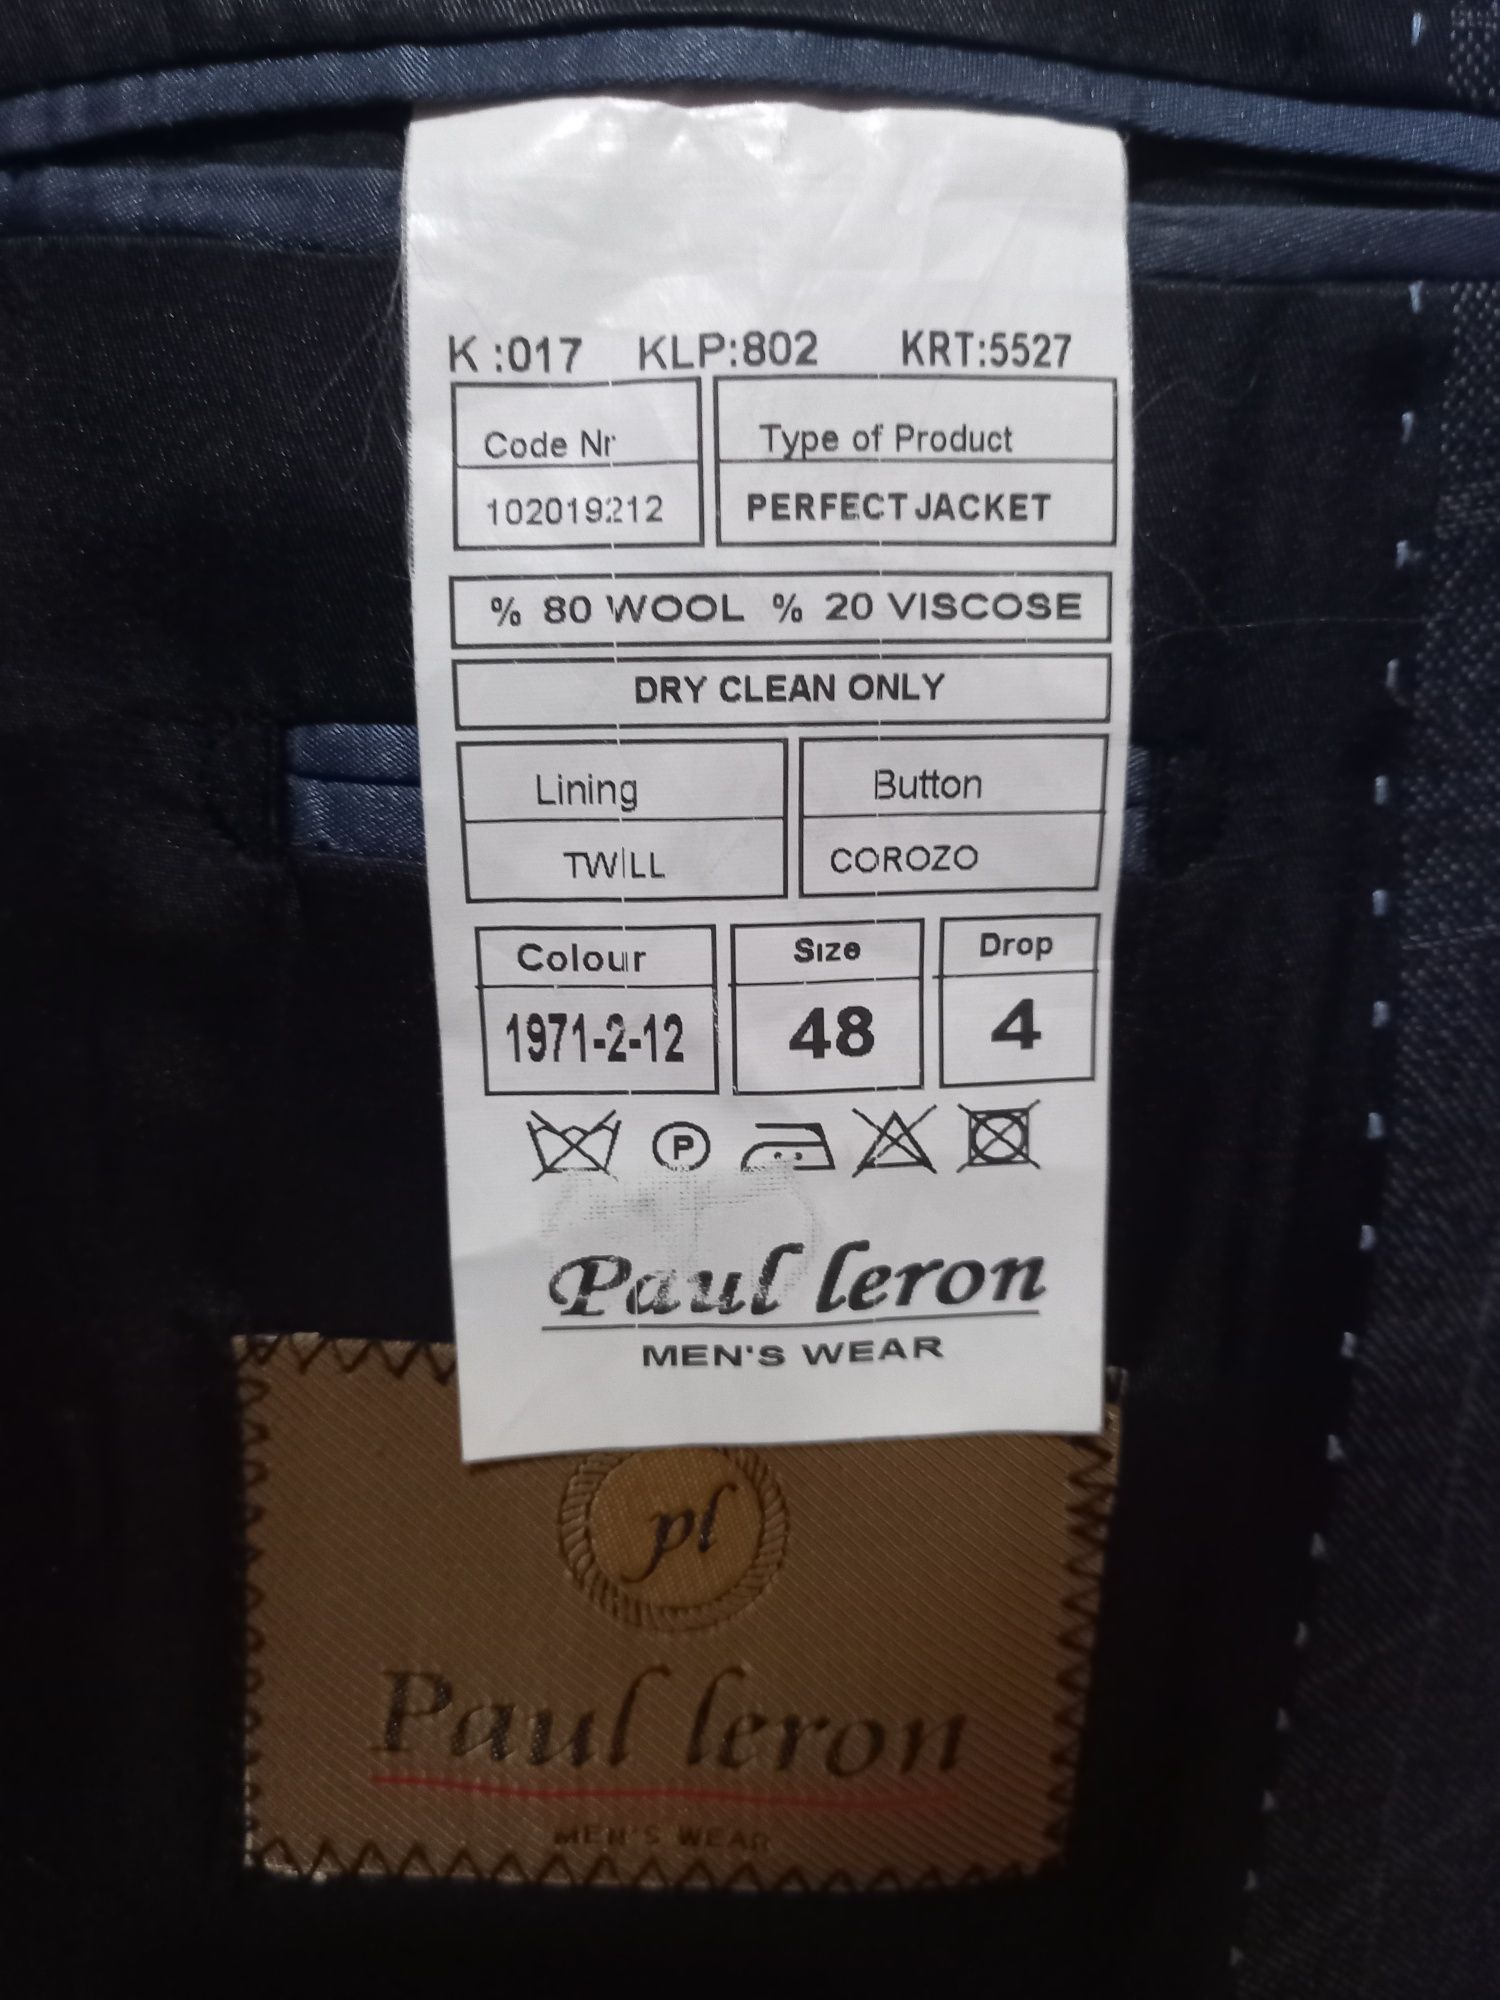 K :017 KLP:802 KRT:5527
Code Nr Type of Product
102019212 PERFECT JACKET
% 80 WOOL % 20 VISCOSE
DRY CLEAN ONLY
Lining Button
TWILL COROZO
Colour Size Drop
1971-2-12 48 4
P
Paul leron
MEN'S WEAR
pl
Paul leron
MEN'S WEAR